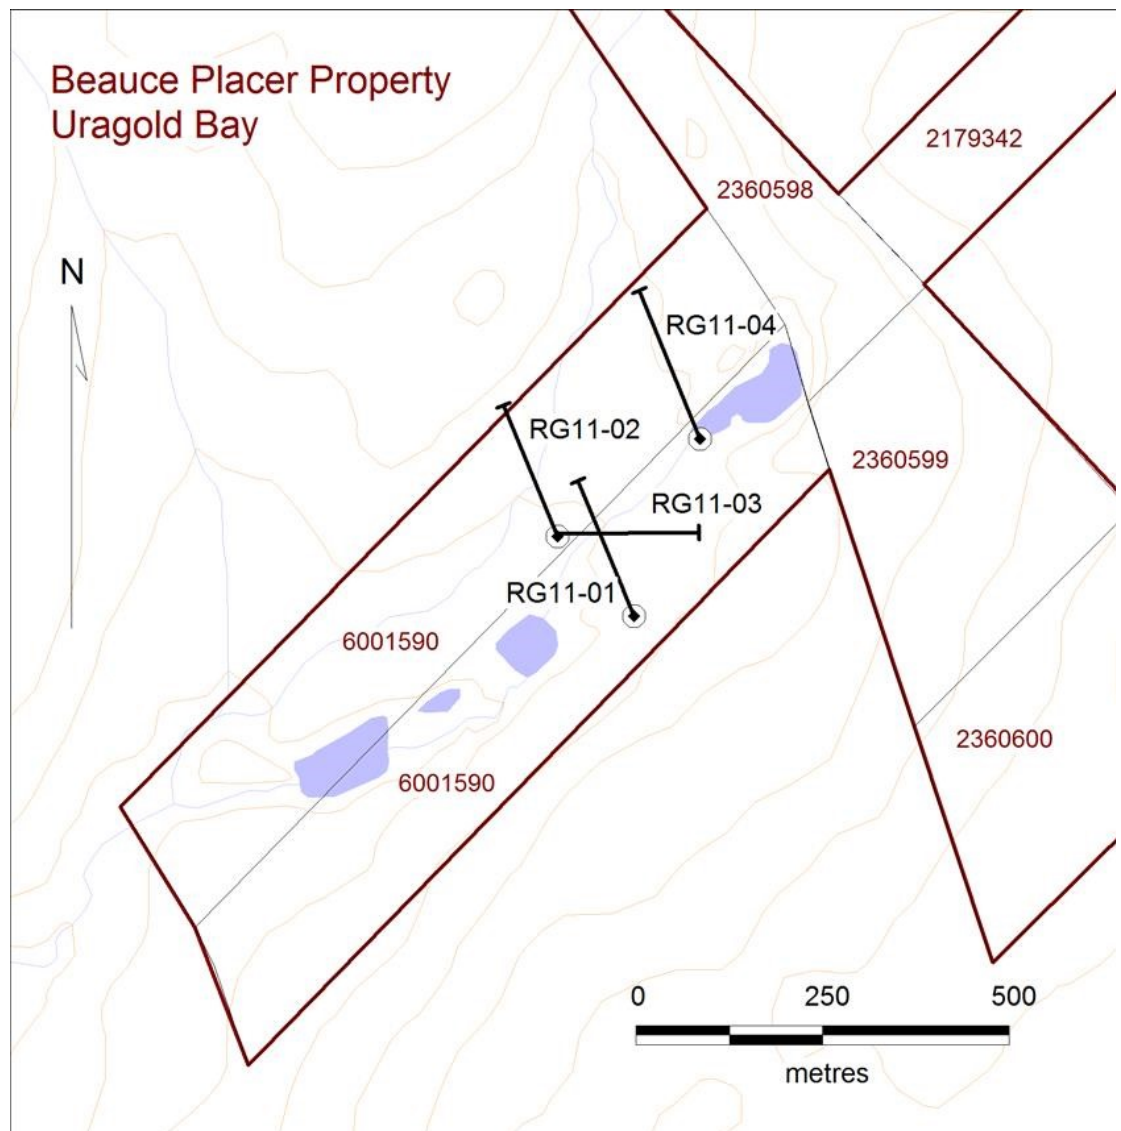 Beauce Placer Property
Uragold Bay
2179342
2360598
N
RG11-04
RG11-02
2360599
RG11-03
RG11-01
6001590
2360600
6001590
0 250 500
metres